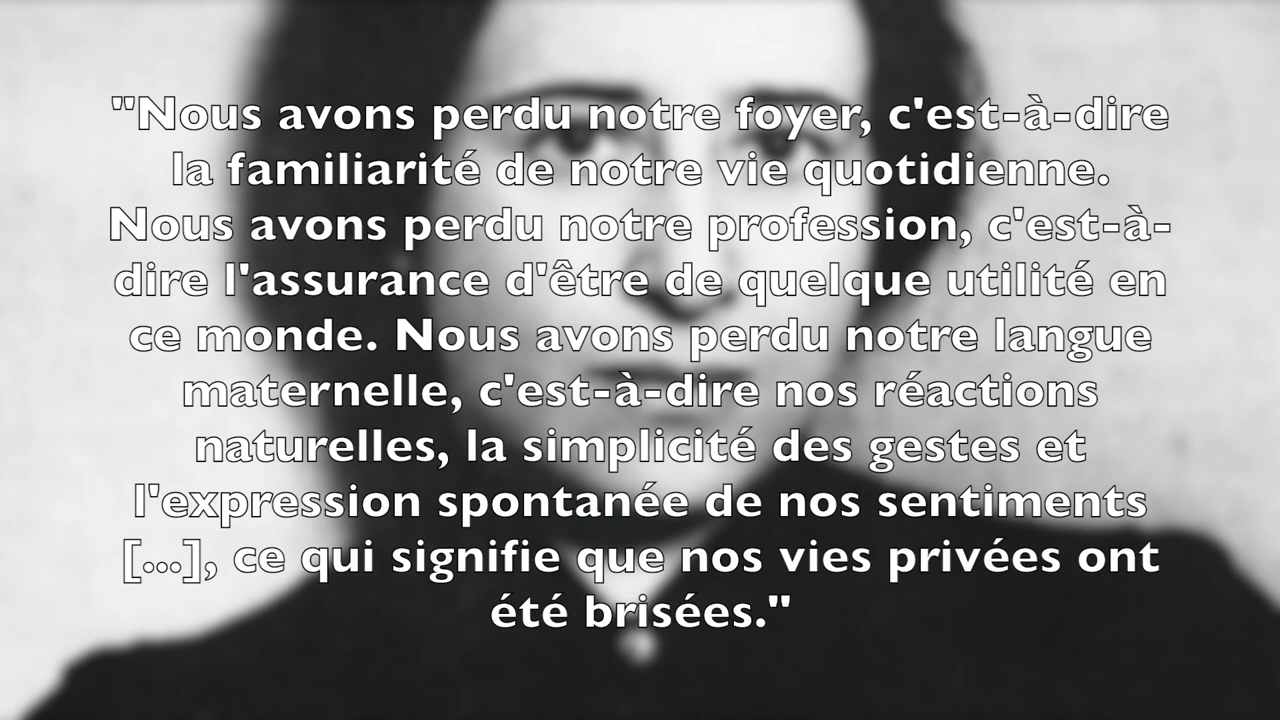 "Nous avons perdu notre foyer, c'est-à-dire
la familiarité de notre vie quotidienne.
Nous avons perdu notre profession, c'est-à-
dire l'assurance d'être de quelque utilité en
ce monde. Nous avons perdu notre langue
maternelle, c'est-à-dire nos réactions
naturelles, la simplicité des gestes et
l'expression spontanée de nos sentiments
[...], ce qui signifie que nos vies privées ont
été brisées."